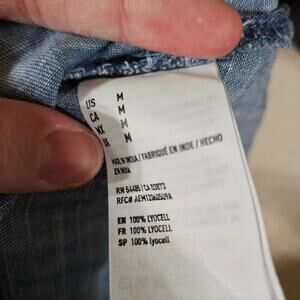 US M
CA M
MX M
UK M
MADE IN INDIA / FABRIQUÉ EN INDE / HECHO
EN INDIA
RN 54485 | CA 03873
EN 100% LYOCELL
FR 100% LYOCELL
SP 100% lyocell